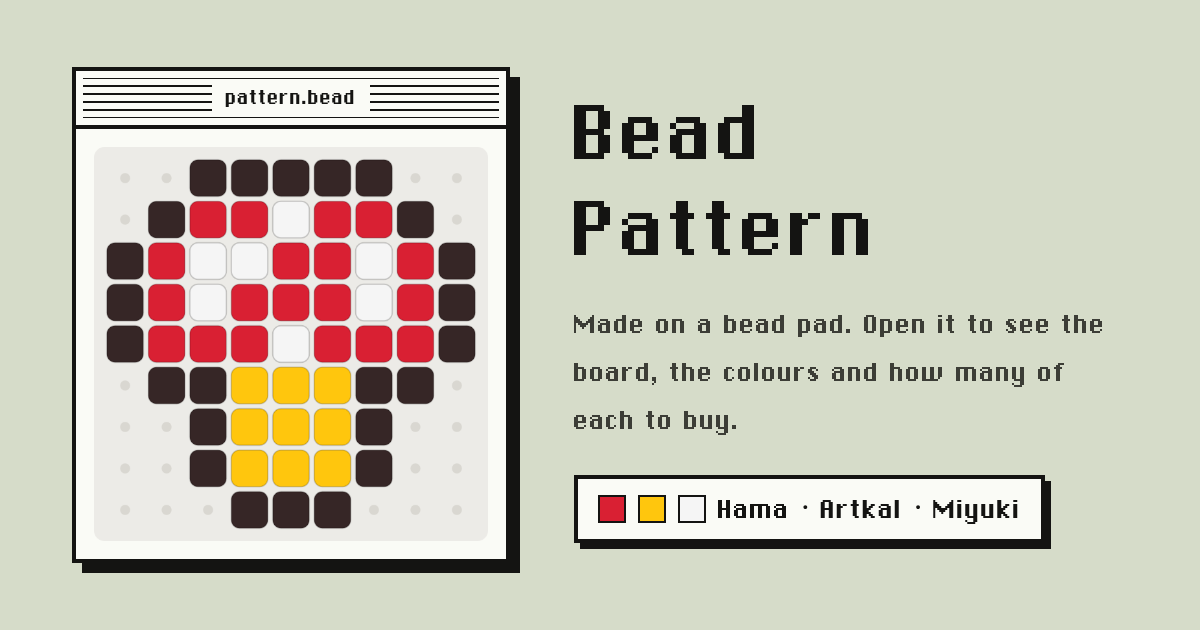 pattern.bead
Bead
Pattern
Made on a bead pad. Open it to see the
board, the colours and how many of
each to buy.
Hama · Artkal · Miyuki